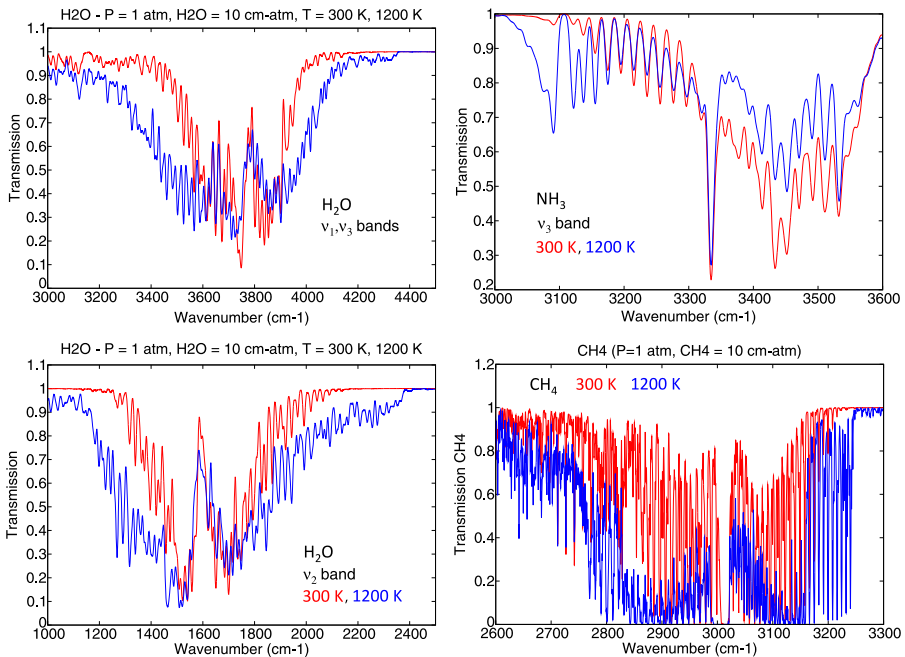 H2O - P = 1 atm, H2O = 10 cm-atm, T = 300 K, 1200 K
1.1
1
0.9
0.8
0.7
0.6
0.5
0.4
0.3
0.2
0.1
0
Transmission
H₂O
ν₁,ν₃ bands
3000 3200 3400 3600 3800 4000 4200 4400
Wavenumber (cm-1)
1
0.9
0.8
0.7
0.6
0.5
0.4
0.3
0.2
Transmission
NH₃
ν₃ band
300 K, 1200 K
3000 3100 3200 3300 3400 3500 3600
Wavenumber (cm-1)
H2O - P = 1 atm, H2O = 10 cm-atm, T = 300 K, 1200 K
1.1
1
0.9
0.8
0.7
0.6
0.5
0.4
0.3
0.2
0.1
0
Transmission
H₂O
ν₂ band
300 K, 1200 K
1000 1200 1400 1600 1800 2000 2200 2400
Wavenumber (cm-1)
CH4 (P=1 atm, CH4 = 10 cm-atm)
1.2
1
0.8
0.6
0.4
0.2
0
Transmission CH4
CH₄ 300 K 1200 K
2600 2700 2800 2900 3000 3100 3200 3300
Wavenumber (cm-1)